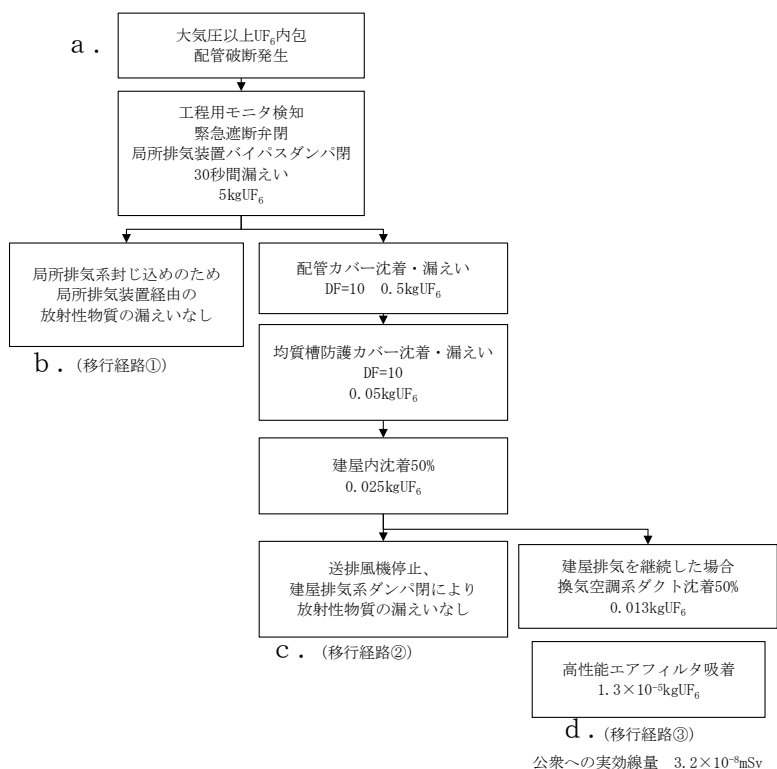 a．
大気圧以上UF₆内包
配管破断発生
工程用モニタ検知
緊急遮断弁閉
局所排気装置バイパスダンパ閉
30秒間漏えい
5kgUF₆
局所排気系封じ込めのため
局所排気装置経由の
放射性物質の漏えいなし
b．(移行経路①)
配管カバー沈着・漏えい
DF=10　0.5kgUF₆
均質槽防護カバー沈着・漏えい
DF=10
0.05kgUF₆
建屋内沈着50%
0.025kgUF₆
送排風機停止、
建屋排気系ダンパ閉により
放射性物質の漏えいなし
c．(移行経路②)
建屋排気を継続した場合
換気空調系ダクト沈着50%
0.013kgUF₆
高性能エアフィルタ吸着
1.3×10⁻⁵kgUF₆
d．(移行経路③)
公衆への実効線量　3.2×10⁻⁸mSv